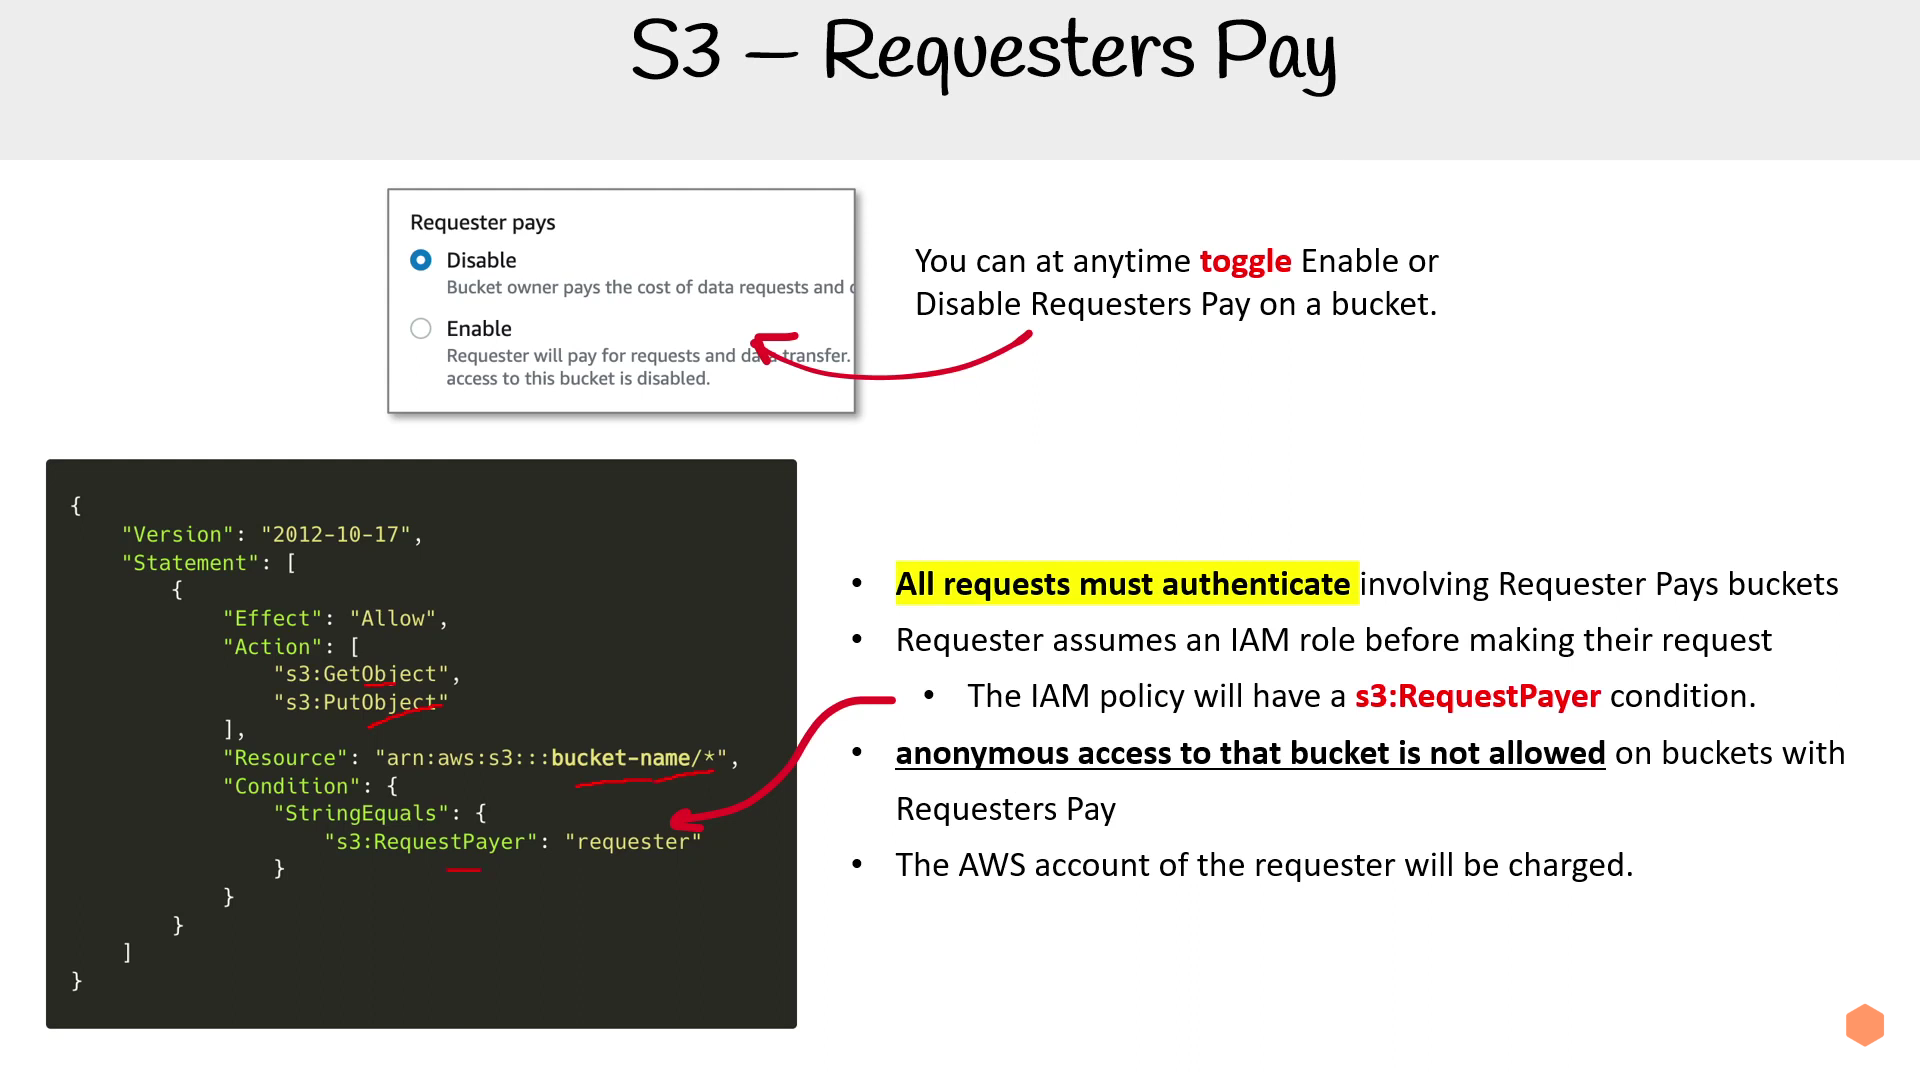 S3 – Requesters Pay
Requester pays
Disable
Bucket owner pays the cost of data requests and
Enable
Requester will pay for requests and data transfer.
access to this bucket is disabled.
You can at anytime toggle Enable or
Disable Requesters Pay on a bucket.
{
    "Version": "2012-10-17",
    "Statement": [
        {
            "Effect": "Allow",
            "Action": [
                "s3:GetObject",
                "s3:PutObject"
            ],
            "Resource": "arn:aws:s3:::bucket-name/*",
            "Condition": {
                "StringEquals": {
                    "s3:RequestPayer": "requester"
                }
            }
        }
    ]
}
• All requests must authenticate involving Requester Pays buckets
• Requester assumes an IAM role before making their request
• The IAM policy will have a s3:RequestPayer condition.
• anonymous access to that bucket is not allowed on buckets with
Requesters Pay
• The AWS account of the requester will be charged.